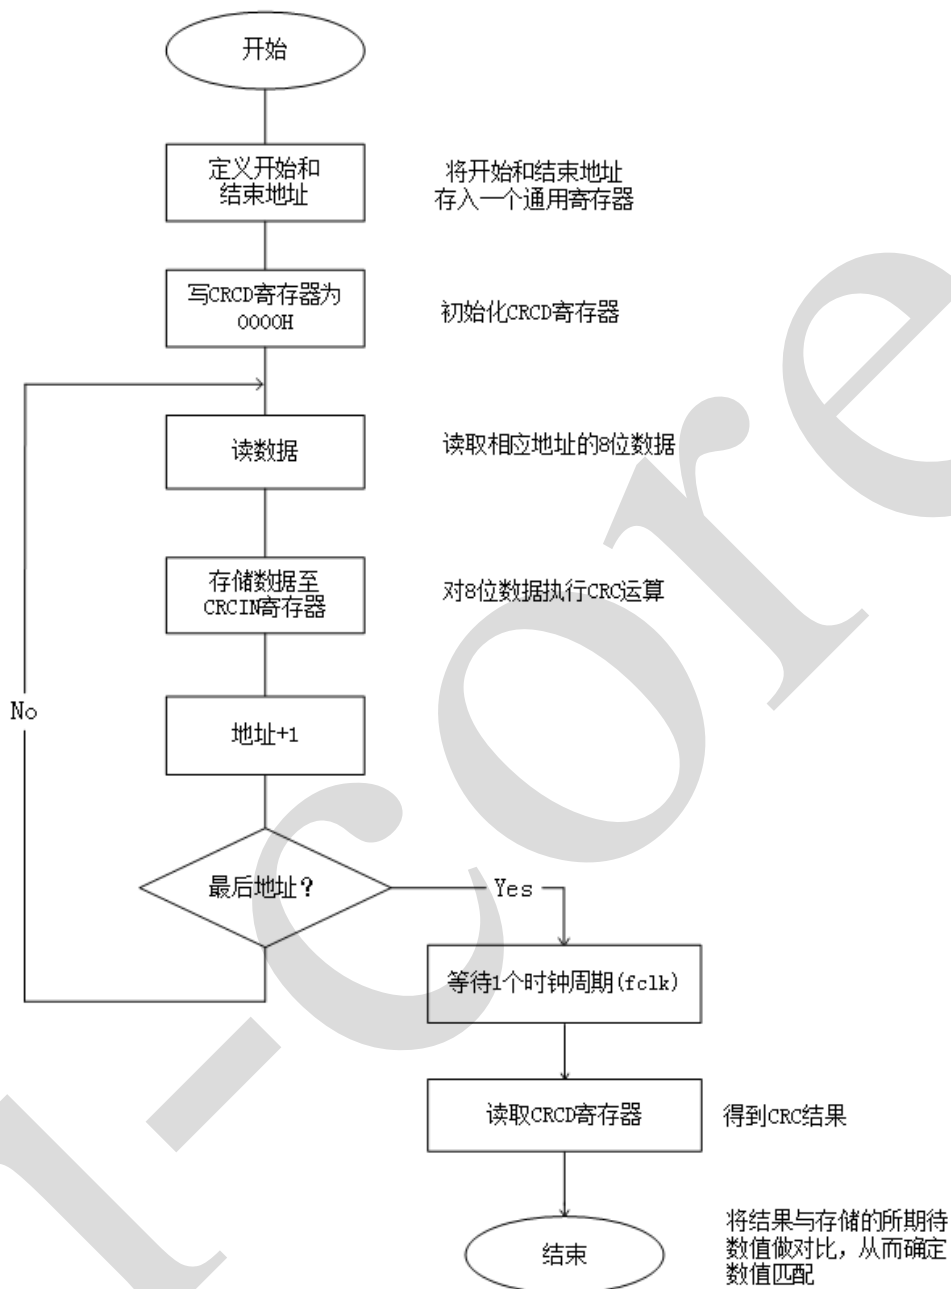 开始
定义开始和
结束地址
将开始和结束地址
存入一个通用寄存器
写CRCD寄存器为
0000H
初始化CRCD寄存器
读数据
读取相应地址的8位数据
存储数据至
CRCIN寄存器
对8位数据执行CRC运算
No
地址+1
最后地址?
Yes
等待1个时钟周期(fclk)
读取CRCD寄存器
得到CRC结果
结束
将结果与存储的所期待
数值做对比，从而确定
数值匹配
-core